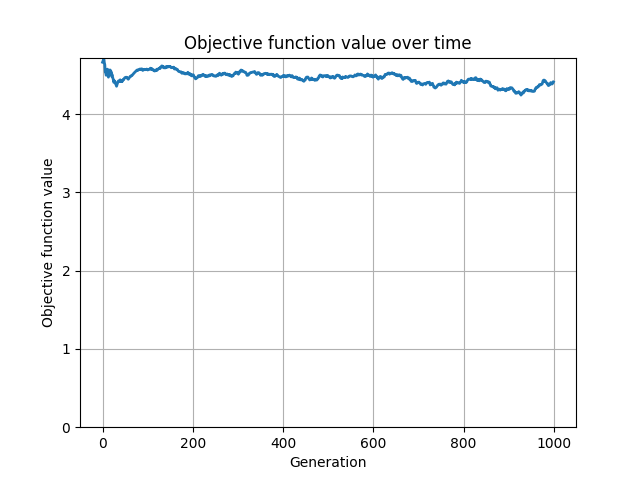 Objective function value over time
Objective function value
4
3
2
1
0
0 200 400 600 800 1000
Generation